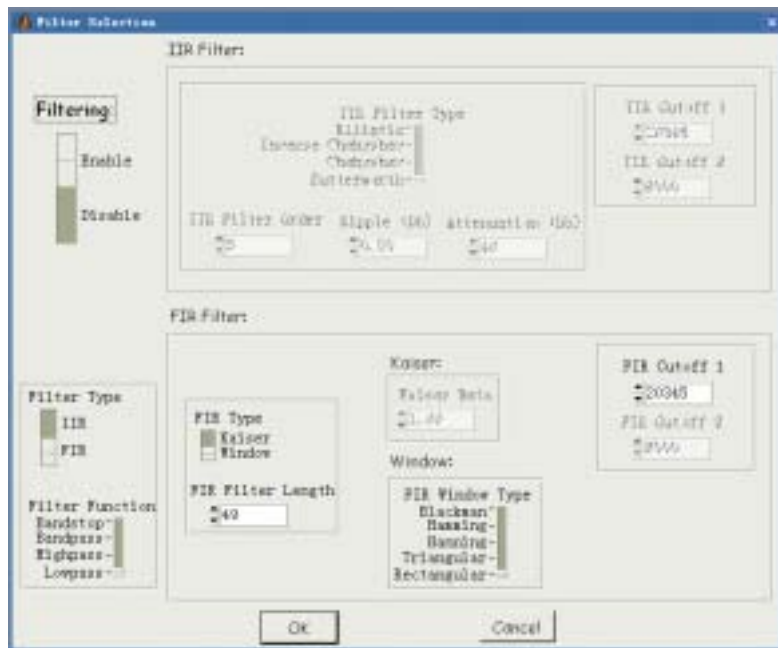 Filter Selection
IIR Filter:
Filtering
Enable
Disable
IIR Filter Type
Elliptic
Inverse Chebyshev
Chebyshev
Butterworth
IIR Filter Order
Ripple (Db)
Attenuation (Db)
5
40
IIR Cutoff 1
IIR Cutoff 2
FIR Filter:
Filter Type
IIR
FIR
Filter Function
Bandstop
Bandpass
Highpass
Lowpass
FIR Type
Kaiser
Window
FIR Filter Length
49
Kaiser:
Kaiser Beta
Window:
FIR Window Type
Blackman
Hamming
Hanning
Triangular
Rectangular
FIR Cutoff 1
20345
FIR Cutoff 2
OK
Cancel